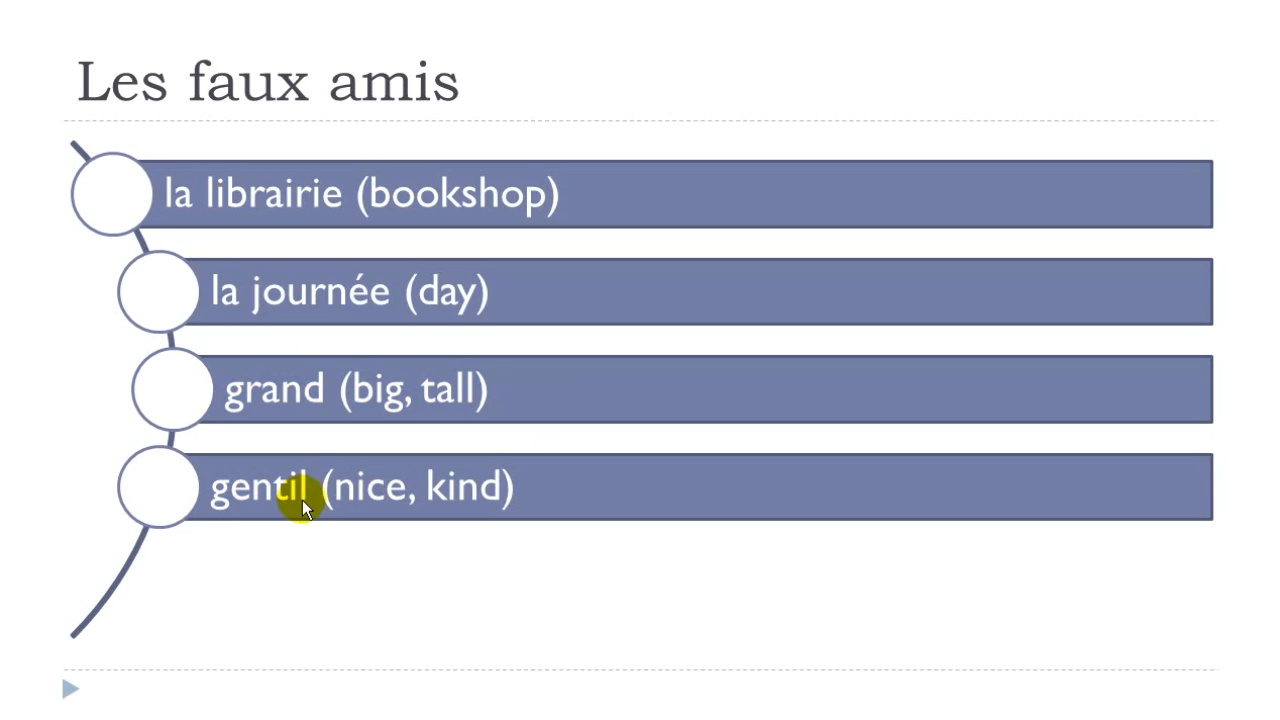 Les faux amis
la librairie (bookshop)
la journée (day)
grand (big, tall)
gentil (nice, kind)